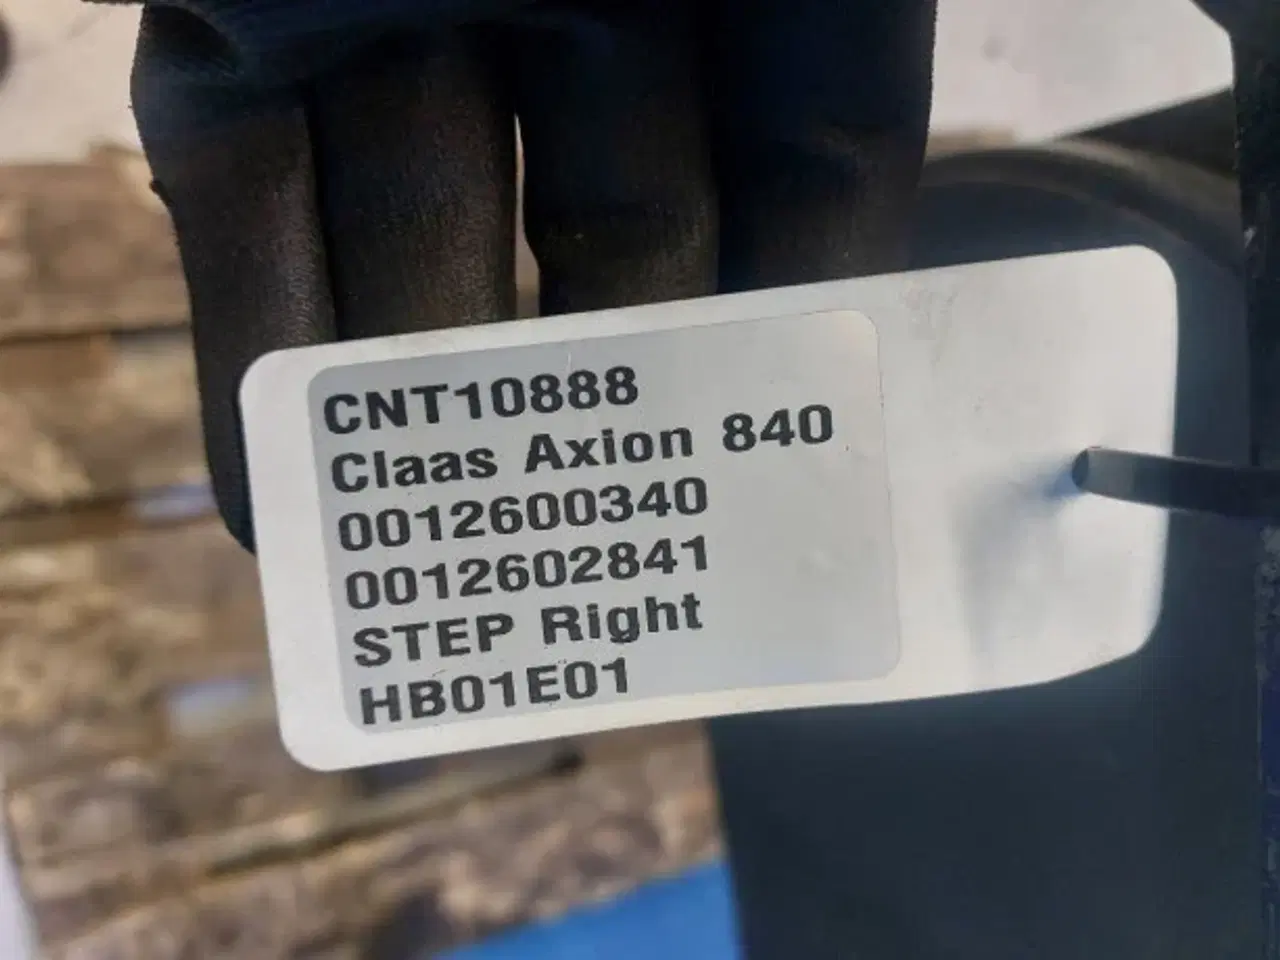 CNT10888
Claas Axion 840
0012600340
0012602841
STEP Right
HB01E01